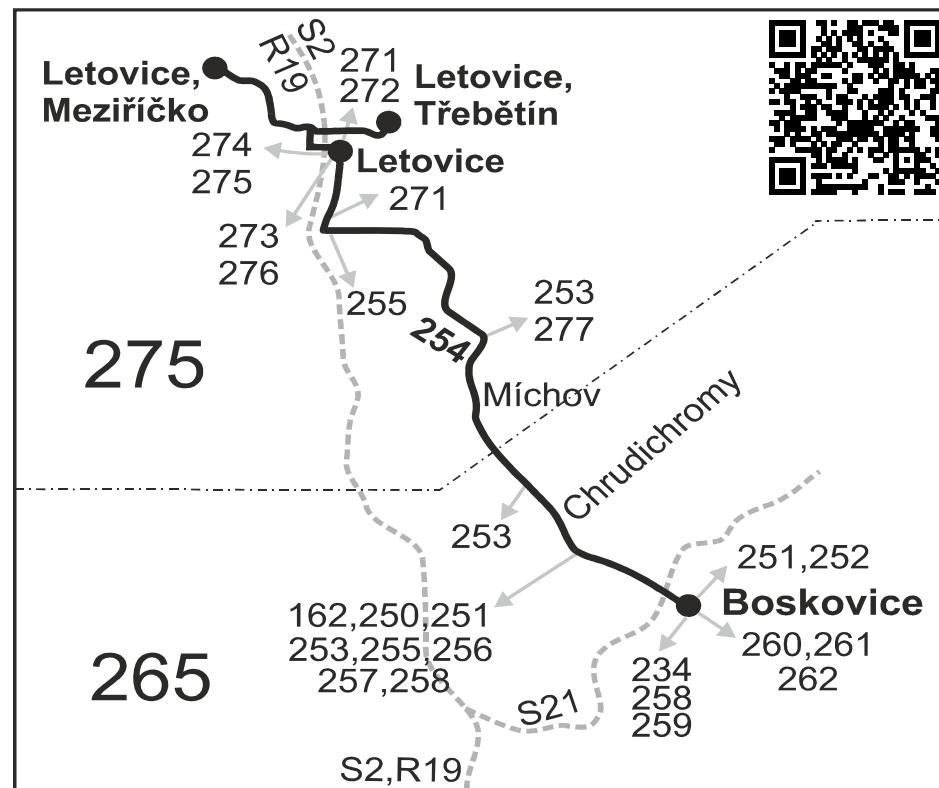 S2
R19
271
272
Letovice,
Meziříčko
Letovice,
Třebětín
274
275
Letovice
271
273
276
255
253
277
254
275
Míchov
Chrudichromy
253
251,252
Boskovice
162,250,251
253,255,256
257,258
260,261
262
265
234
258
259
S21
S2,R19